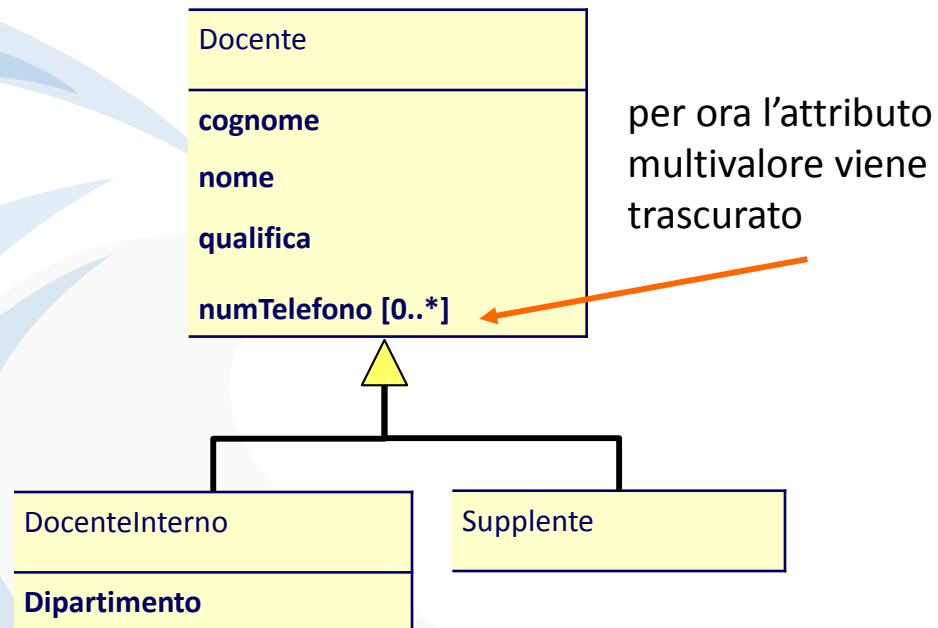 Docente
cognome
nome
qualifica
numTelefono [0..*]
per ora l'attributo
multivalore viene
trascurato
DocenteInterno
Dipartimento
Supplente